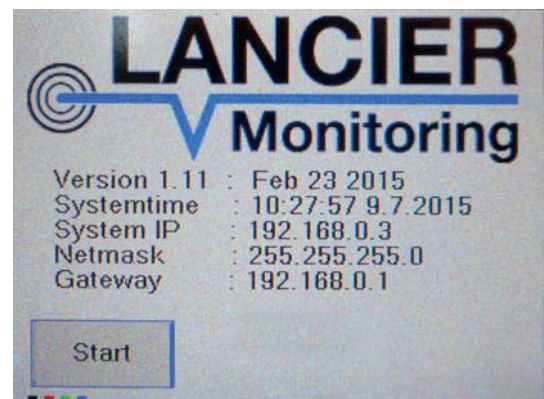 LANCIER
Monitoring
Version 1.11 : Feb 23 2015
Systemtime : 10:27:57 9.7.2015
System IP : 192.168.0.3
Netmask : 255.255.255.0
Gateway : 192.168.0.1
Start